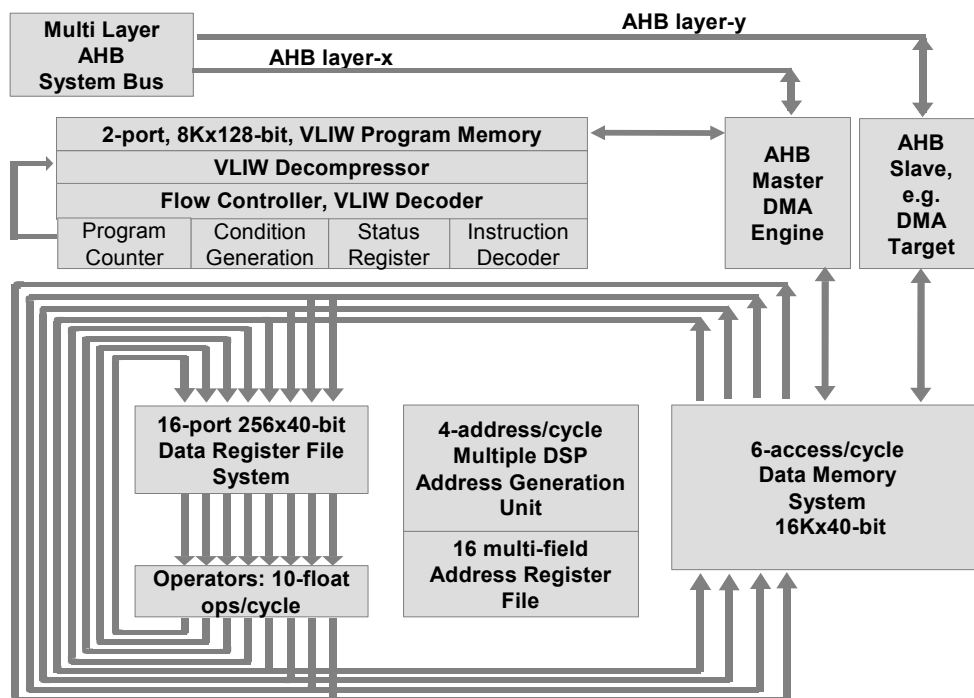 Multi Layer
AHB
System Bus
AHB layer-y
AHB layer-x
2-port, 8Kx128-bit, VLIW Program Memory
VLIW Decompressor
Flow Controller, VLIW Decoder
Program
Counter
Condition
Generation
Status
Register
Instruction
Decoder
AHB
Master
DMA
Engine
AHB
Slave,
e.g.
DMA
Target
16-port 256x40-bit
Data Register File
System
4-address/cycle
Multiple DSP
Address Generation
Unit
16 multi-field
Address Register
File
6-access/cycle
Data Memory
System
16Kx40-bit
Operators: 10-float
ops/cycle